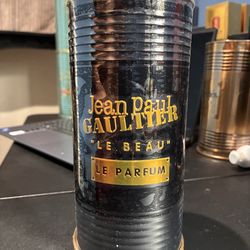 Jean Paul
GAULTIER
"LE BEAU"
LE PARFUM